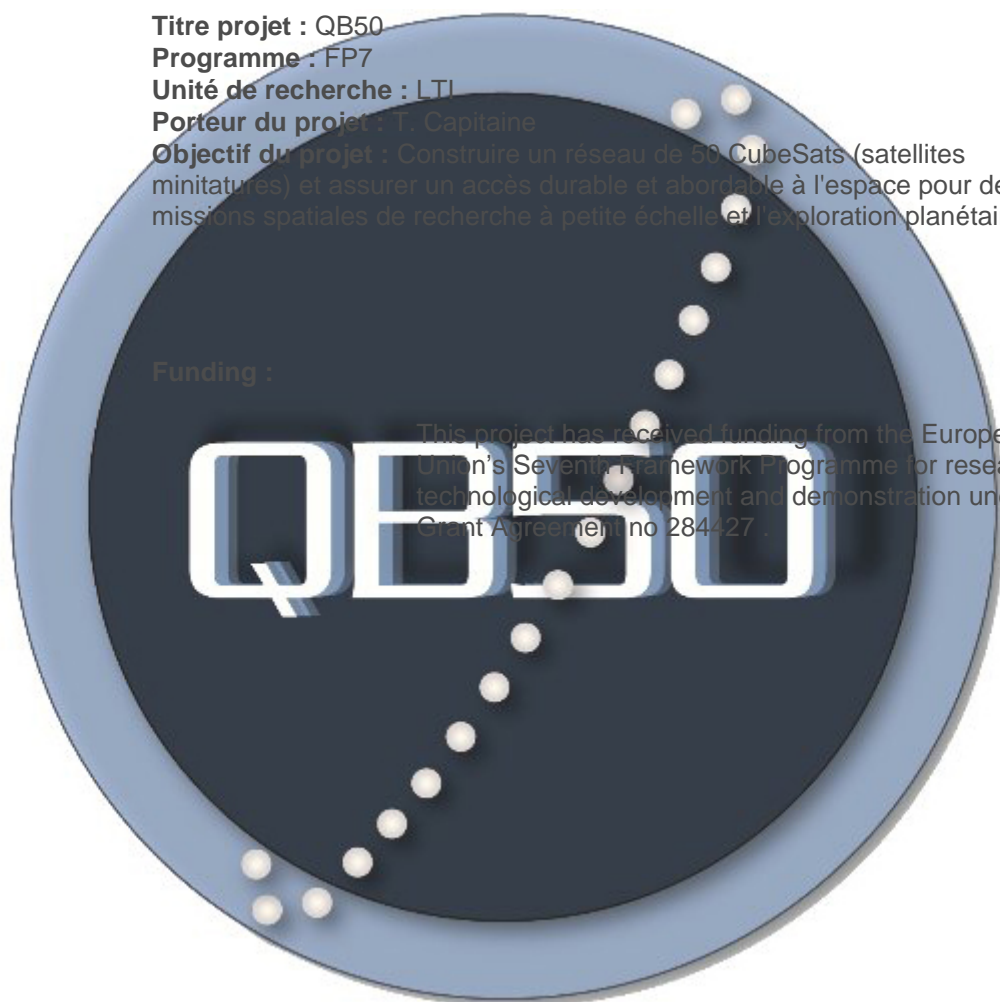 Titre projet : QB50
Programme : FP7
Unité de recherche : LTI
Porteur du projet : T. Capitaine
Objectif du projet : Construire un réseau de 50 CubeSats (satellites
minitatures) et assurer un accès durable et abordable à l'espace pour de
missions spatiales de recherche à petite échelle et l'exploration planétai
Funding :
This project has received funding from the Europe
Union's Seventh Framework Programme for resea
technological development and demonstration un
Grant Agreement no 284427 .
QB50